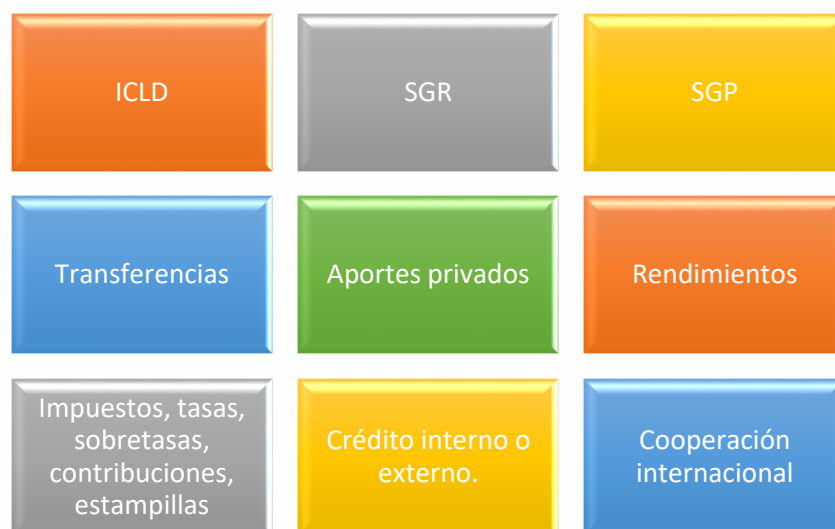 ICLD
SGR
SGP
Transferencias
Aportes privados
Rendimientos
Impuestos, tasas,
sobretasas,
contribuciones,
estampillas
Crédito interno o
externo.
Cooperación
internacional